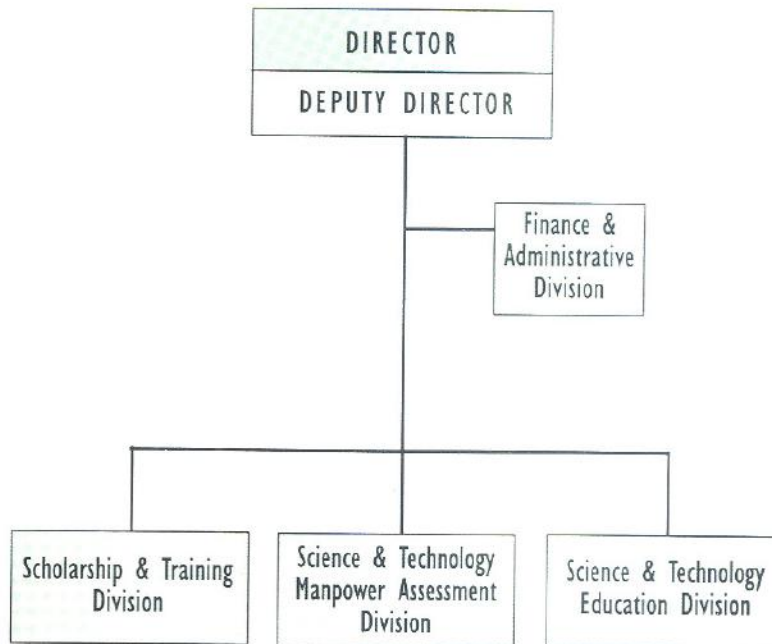 DIRECTOR
DEPUTY DIRECTOR
Finance &
Administrative
Division
Scholarship & Training
Division
Science & Technology
Manpower Assessment
Division
Science & Technology
Education Division